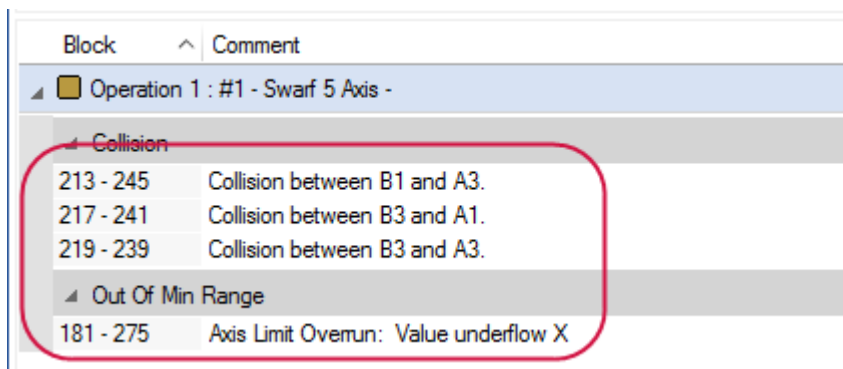 Block Comment
Operation 1 : #1 - Swarf 5 Axis -
Collision
213 - 245 Collision between B1 and A3.
217 - 241 Collision between B3 and A1.
219 - 239 Collision between B3 and A3.
Out Of Min Range
181 - 275 Axis Limit Overrun: Value underflow X